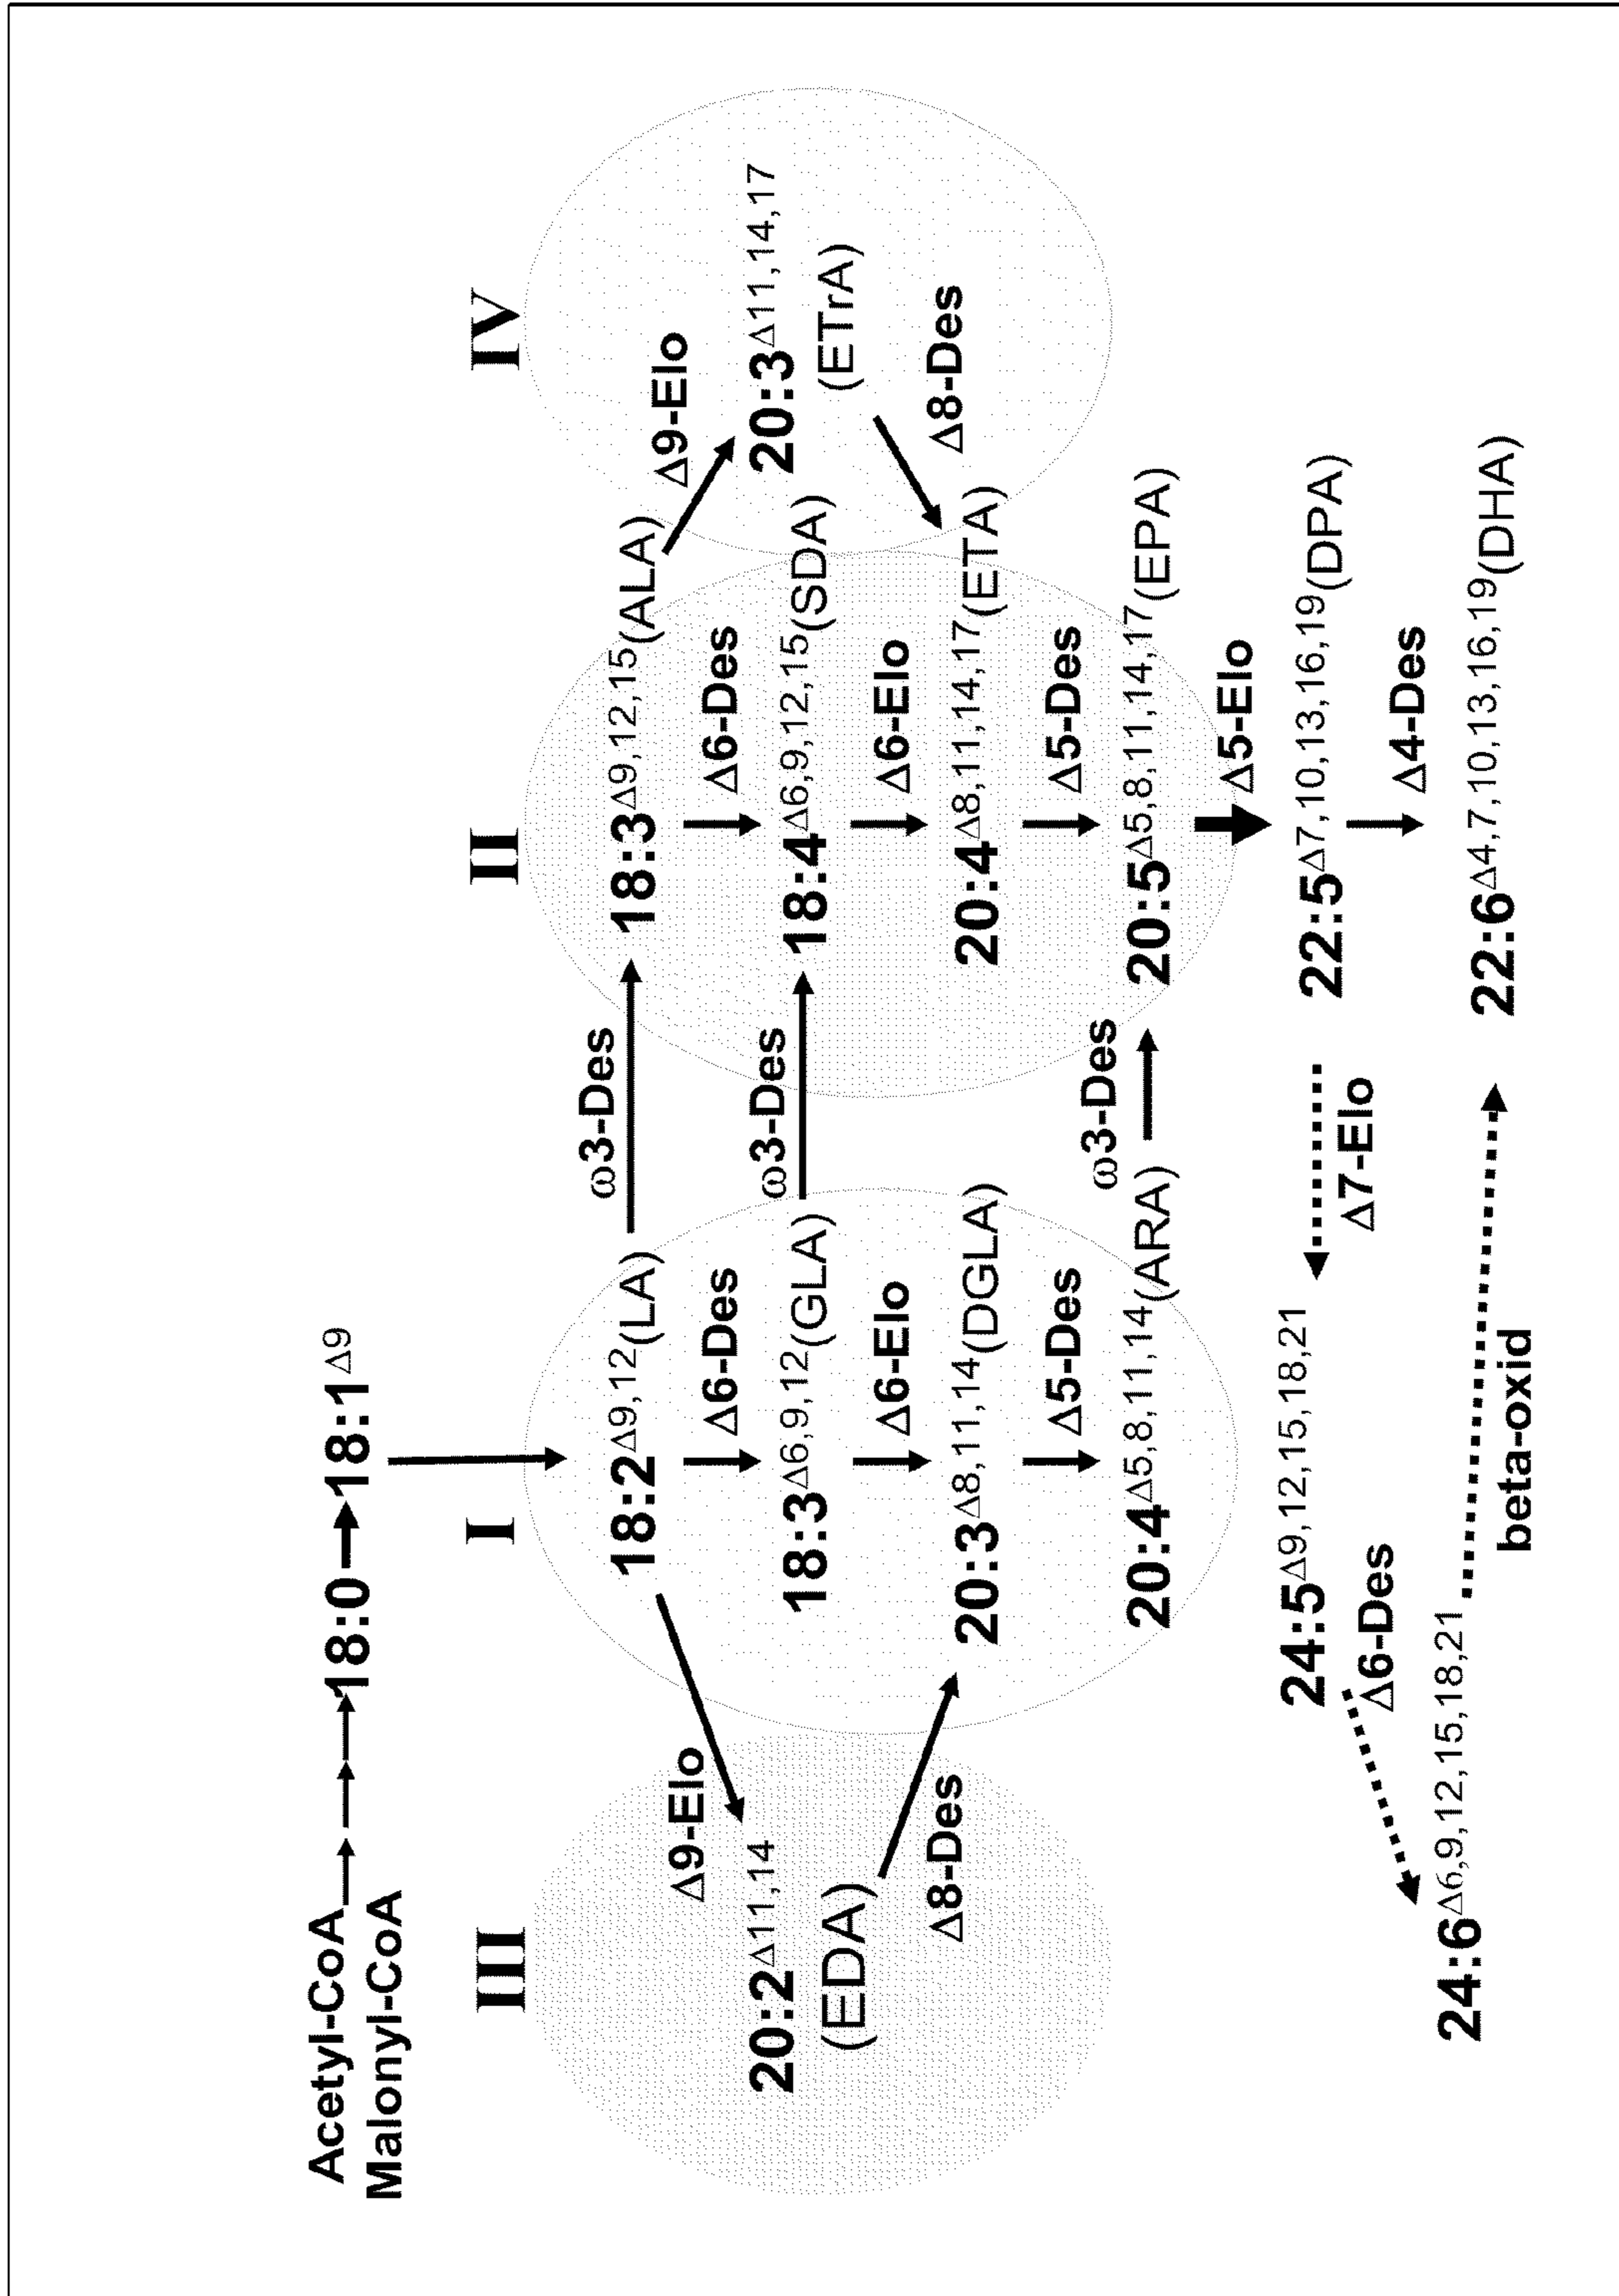 Acetyl-CoA
18:0
18:1Δ9
Malonyl-CoA
III
I
II
IV
18:2Δ9,12(LA)
ω3-Des
18:3Δ9,12,15(ALA)
Δ9-Elo
Δ6-Des
Δ6-Des
Δ9-Elo
20:2Δ11,14
(EDA)
18:3Δ6,9,12(GLA)
ω3-Des
18:4Δ6,9,12,15(SDA)
20:3Δ11,14,17
(ETrA)
Δ8-Des
Δ6-Elo
Δ6-Elo
Δ8-Des
20:3Δ8,11,14(DGLA)
20:4Δ8,11,14,17(ETA)
Δ5-Des
Δ5-Des
20:4Δ5,8,11,14(ARA)
ω3-Des
20:5Δ5,8,11,14,17(EPA)
Δ5-Elo
24:5Δ9,12,15,18,21
Δ7-Elo
22:5Δ7,10,13,16,19(DPA)
Δ6-Des
Δ4-Des
24:6Δ6,9,12,15,18,21
beta-oxid
22:6Δ4,7,10,13,16,19(DHA)